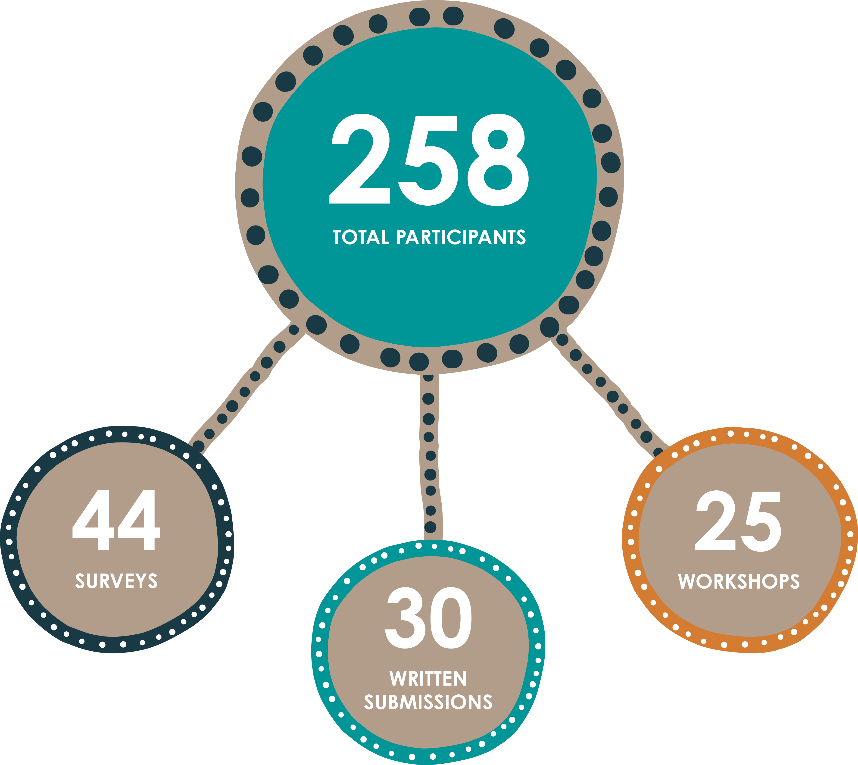 258
TOTAL PARTICIPANTS
44
SURVEYS
30
WRITTEN
SUBMISSIONS
25
WORKSHOPS